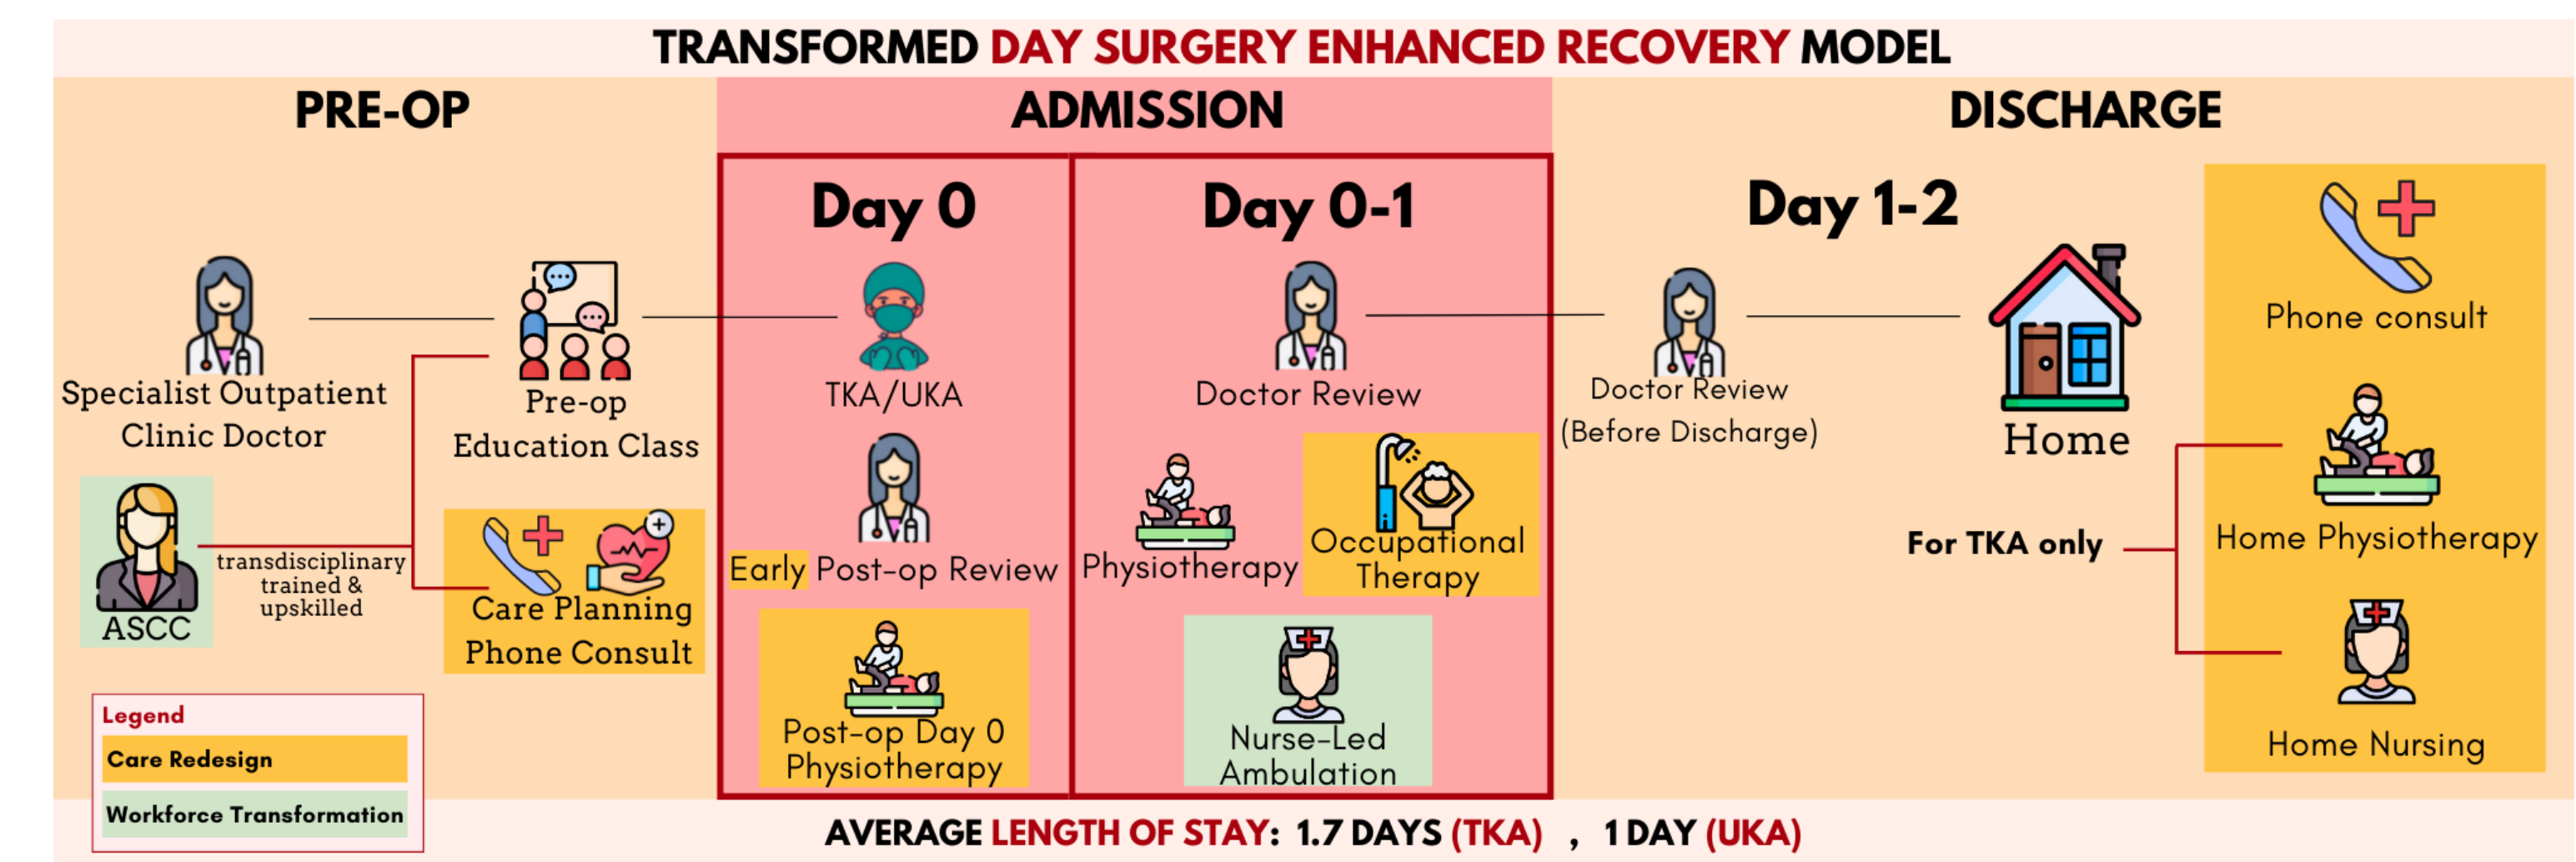 TRANSFORMED DAY SURGERY ENHANCED RECOVERY MODEL
PRE-OP
Specialist Outpatient
Clinic Doctor
Pre-op
Education Class
ASCC
transdisciplinary
trained &
upskilled
Care Planning
Phone Consult
Legend
Care Redesign
Workforce Transformation
ADMISSION
Day 0
TKA/UKA
Early Post-op Review
Post-op Day 0
Physiotherapy
Day 0-1
Doctor Review
Physiotherapy
Occupational
Therapy
Nurse-Led
Ambulation
DISCHARGE
Day 1-2
Doctor Review
(Before Discharge)
Home
For TKA only
Phone consult
Home Physiotherapy
Home Nursing
AVERAGE LENGTH OF STAY: 1.7 DAYS (TKA) , 1 DAY (UKA)